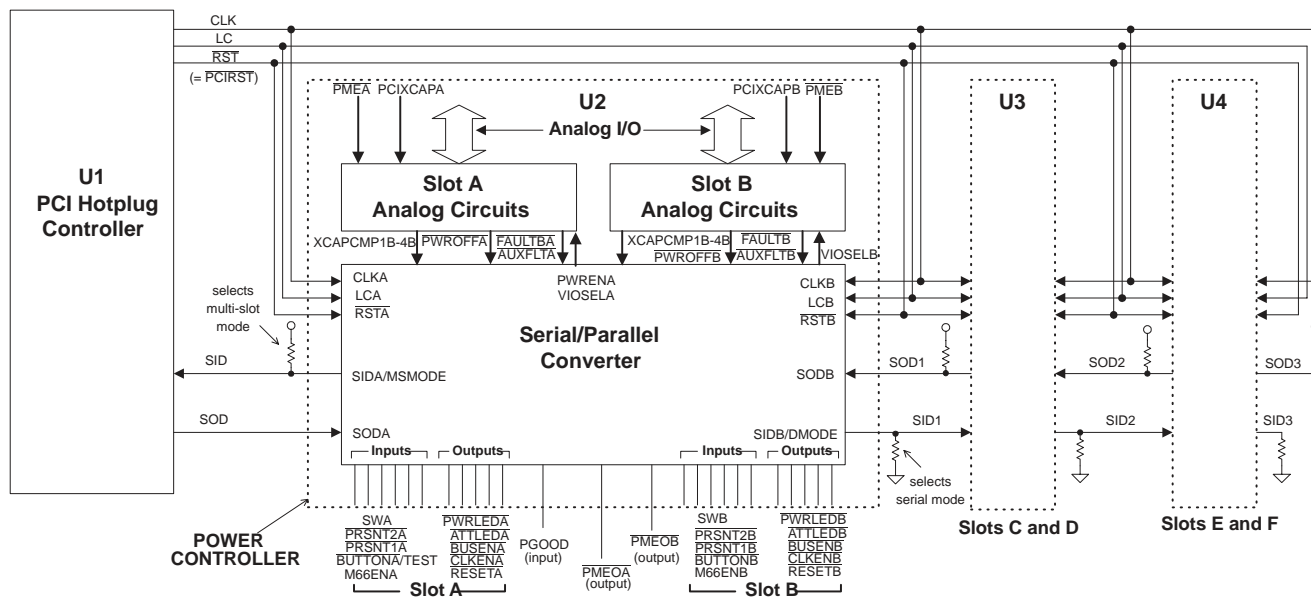 CLK
LC
RST
(= PCIRST)
U1
PCI Hotplug
Controller
PMEA PCIXCAPA
U2
Analog I/O
PCIXCAPB PMEB
U3
U4
Slot A
Analog Circuits
Slot B
Analog Circuits
XCAPCMP1B-4B PWROFFA FAULTBA
AUXFLTA
XCAPCMP1B-4B FAULTB
PWROFFB AUXFLTB VIOSELB
CLKA
LCA
RSTA
PWRENA
VIOSELA
CLKB
LCB
RSTB
selects
multi-slot
mode
Serial/Parallel
Converter
SID
SIDA/MSMODE
SODB
SOD1
SOD2
SOD3
SOD
SODA
SIDB/DMODE
SID1
SID2
SID3
Inputs
Outputs
Inputs
Outputs
selects
serial mode
POWER
CONTROLLER
SWA
PRSNT2A
PRSNT1A
BUTTONA/TEST
M66ENA
PWRLEDA
ATTLEDA
BUSENA
CLKENA
RESETA
Slot A
PGOOD
(input)
PMEOA
(output)
PMEOB
(output)
SWB
PRSNT2B
PRSNT1B
BUTTONB
M66ENB
PWRLEDB
ATTLEDB
BUSENB
CLKENB
RESETB
Slot B
Slots C and D
Slots E and F